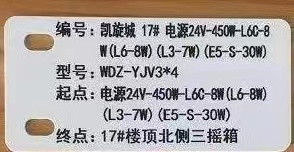 编号: 凯旋城 17# 电源24V-450W-L6C-8
W(L6-8W)(L3-7W)(E5-S-30W)
型号: WDZ-YJV3*4
起点: 电源24V-450W-L6C-8W(L6-8W)
(L3-7W)(E5-S-30W)
终点: 17#楼顶北侧三摇箱